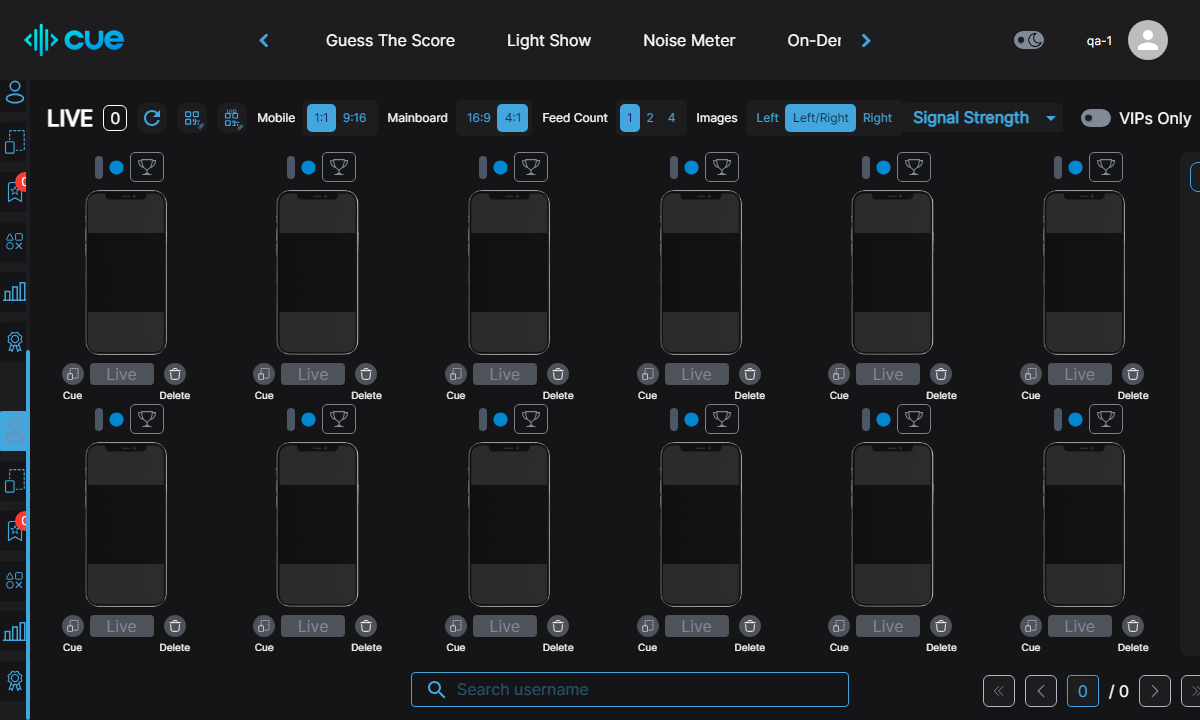 cue
Guess The Score
Light Show
Noise Meter
On-Der
qa-1
LIVE 0
Mobile 1:1 9:16
Mainboard 16:9 4:1
Feed Count 1 2 4
Images Left Left/Right Right
Signal Strength
VIPs Only
Live Live Live Live Live Live
Cue Delete Cue Delete Cue Delete Cue Delete Cue Delete Cue Delete
Live Live Live Live Live Live
Cue Delete Cue Delete Cue Delete Cue Delete Cue Delete Cue Delete
Search username
0 / 0